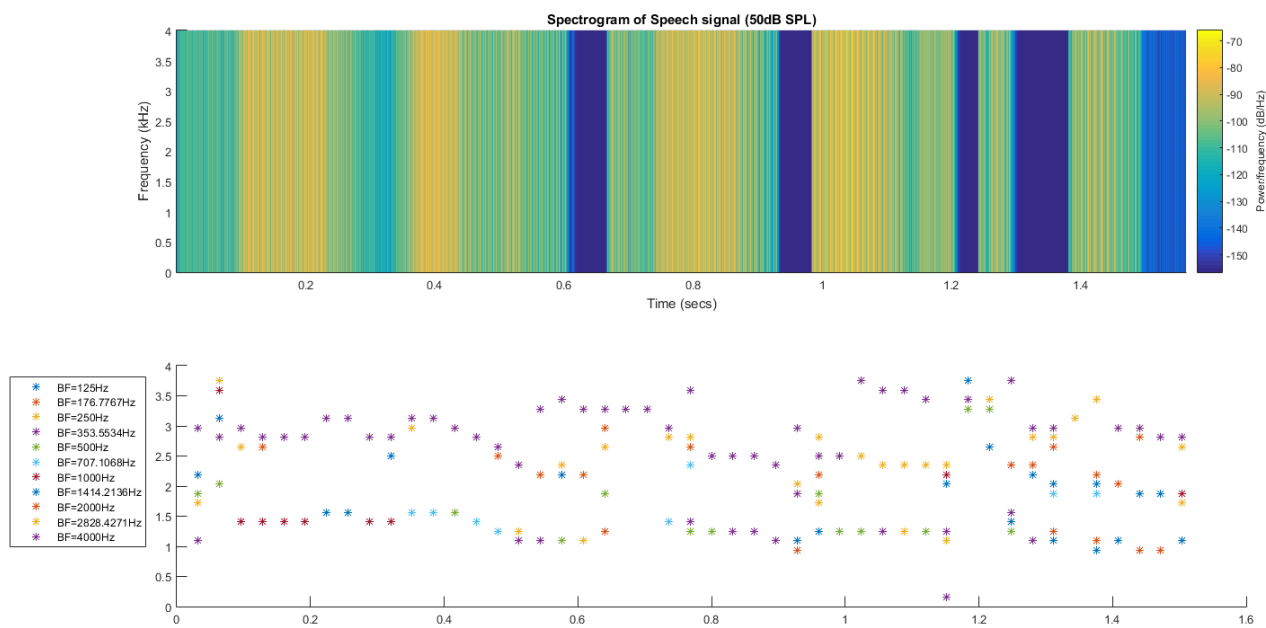 Spectrogram of Speech signal (50dB SPL)
4
3.5
3
2.5
2
1.5
1
0.5
0
Frequency (kHz)
0.2 0.4 0.6 0.8 1 1.2 1.4
Time (secs)
-70
-80
-90
-100
-110
-120
-130
-140
-150
Power/frequency (dB/Hz)
BF=125Hz
BF=176.7767Hz
BF=250Hz
BF=353.5534Hz
BF=500Hz
BF=707.1068Hz
BF=1000Hz
BF=1414.2136Hz
BF=2000Hz
BF=2828.4271Hz
BF=4000Hz
4
3.5
3
2.5
2
1.5
1
0.5
0
0 0.2 0.4 0.6 0.8 1 1.2 1.4 1.6